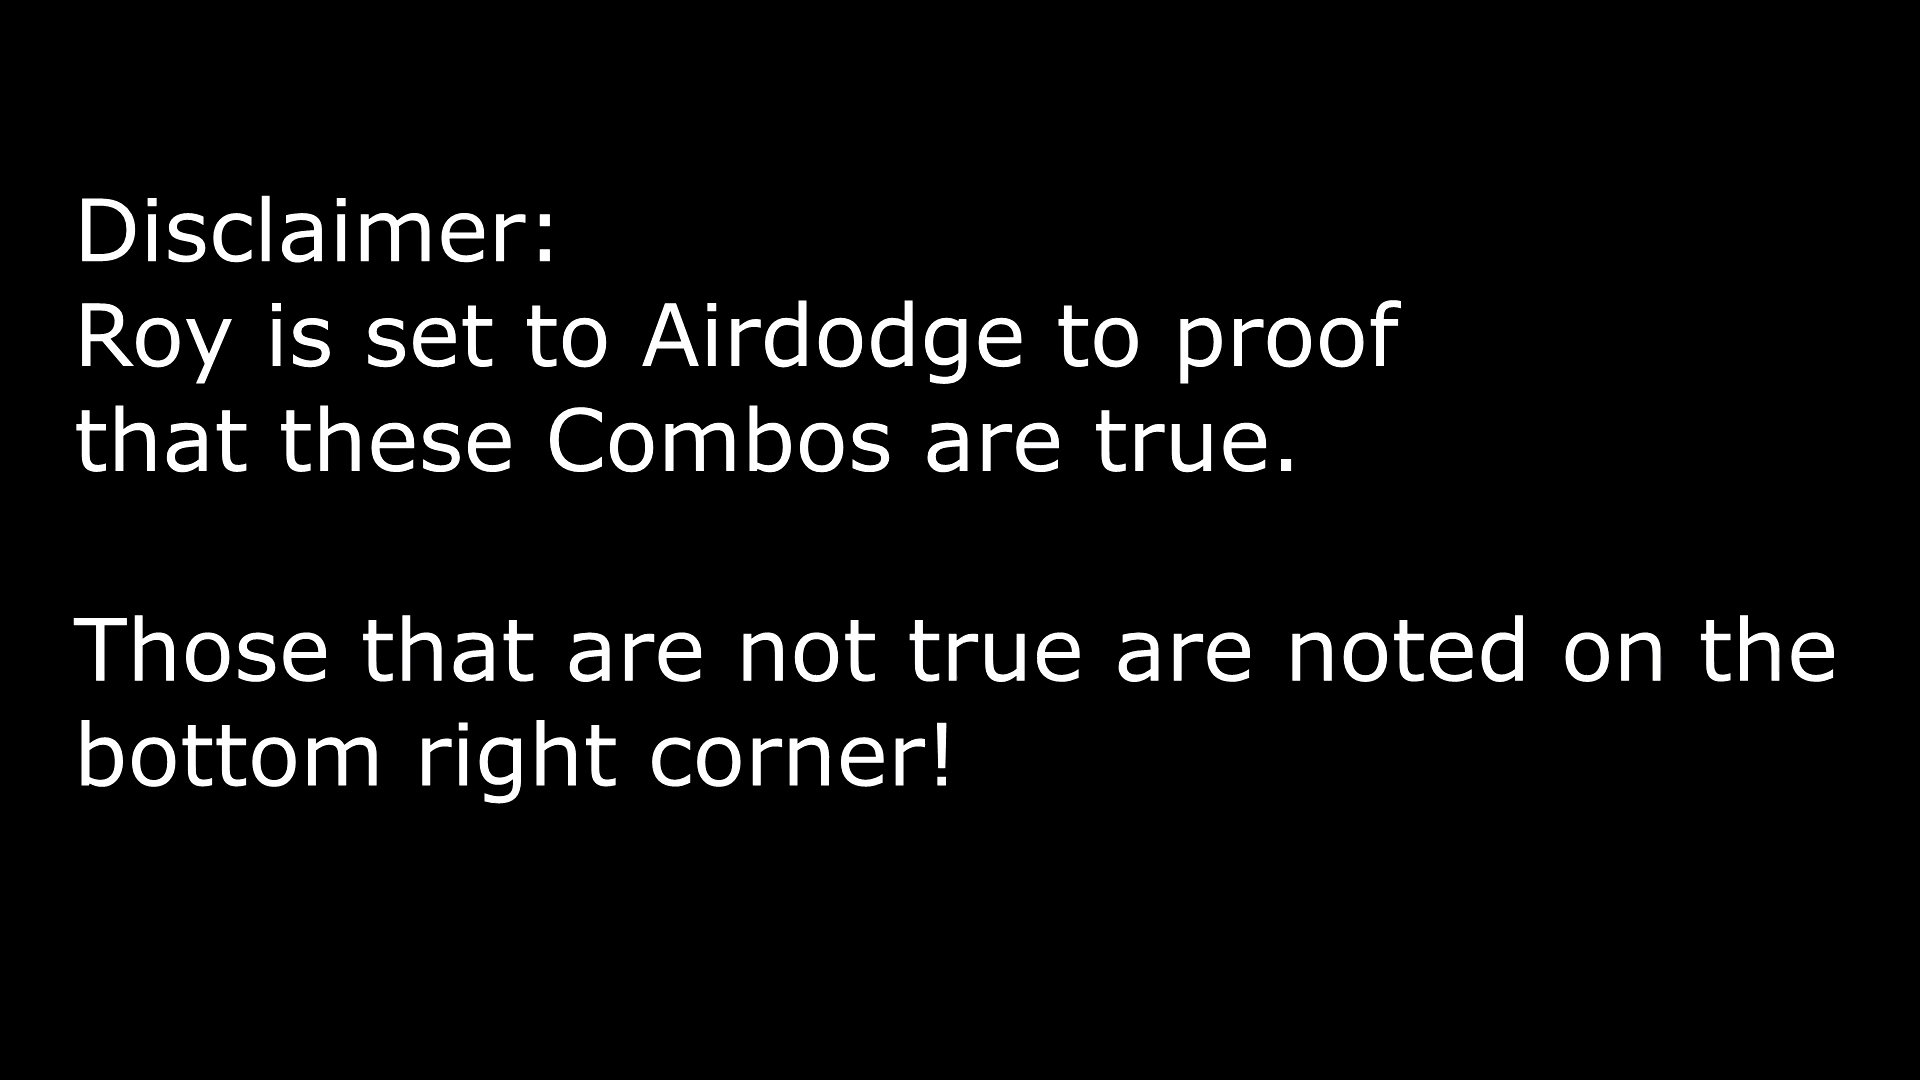 Disclaimer:
Roy is set to Airdodge to proof
that these Combos are true.
Those that are not true are noted on the
bottom right corner!